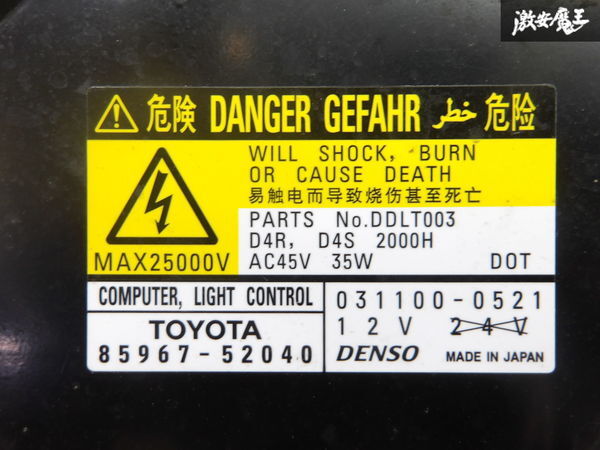 激安魔王
危険 DANGER GEFAHR خطر 危险
WILL SHOCK, BURN
OR CAUSE DEATH
易触电而导致烧伤甚至死亡
MAX25000V
PARTS No.DDLT003
D4R, D4S 2000H
AC45V 35W DOT
COMPUTER, LIGHT CONTROL
TOYOTA
85967-52040
031100-0521
12V 24V
DENSO MADE IN JAPAN